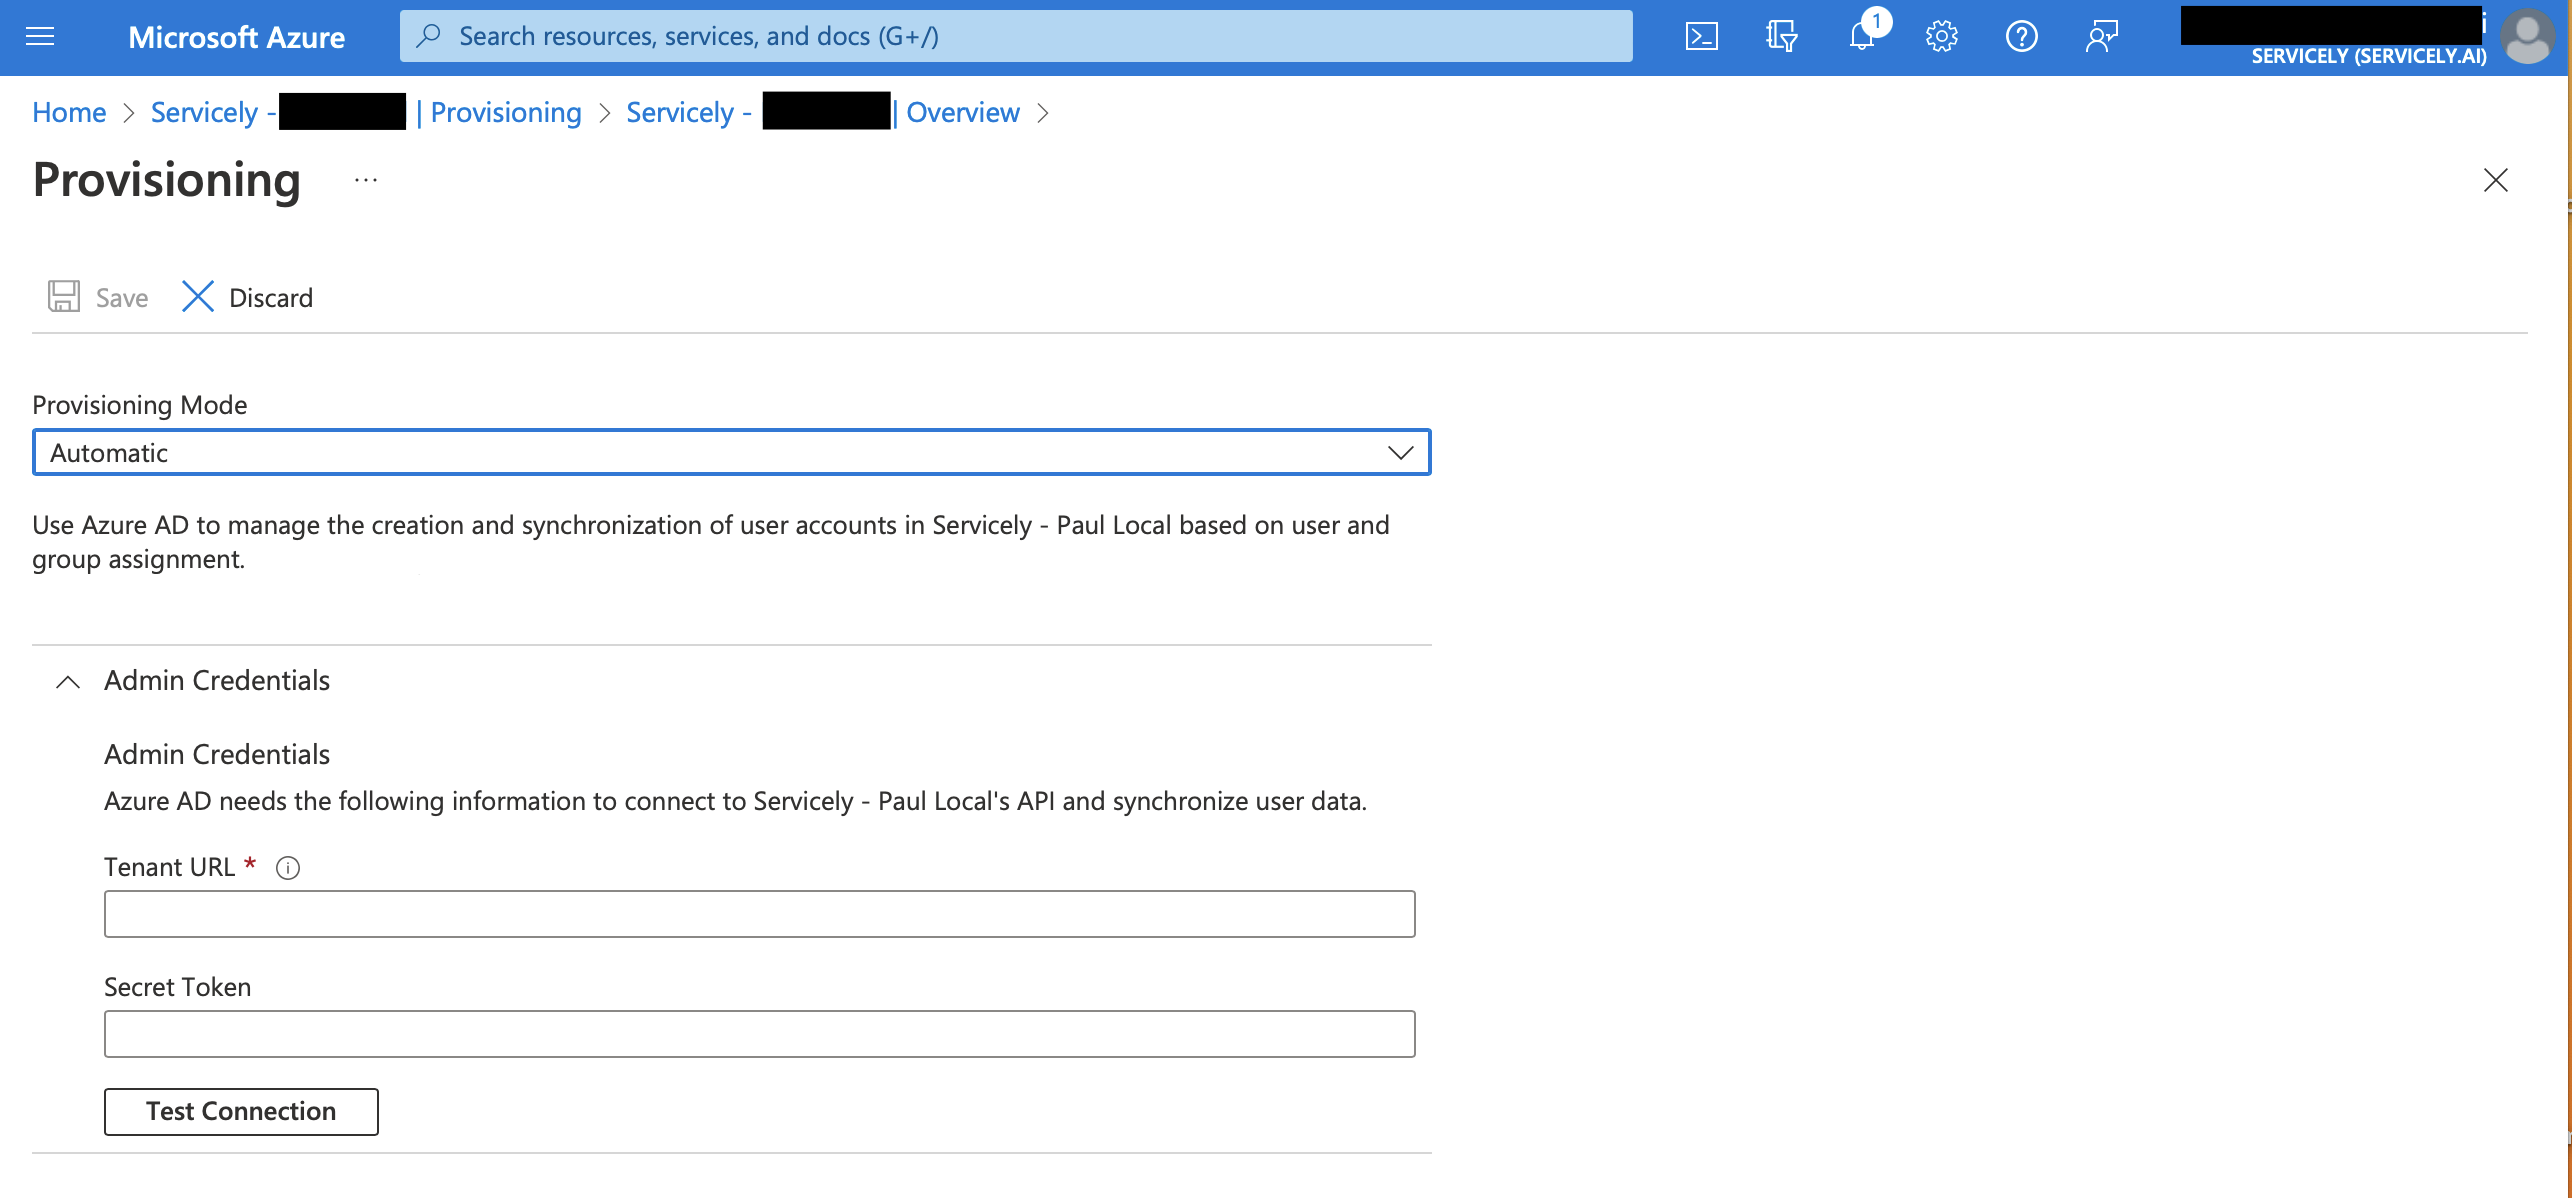 Microsoft Azure
Search resources, services, and docs (G+/)
1
i
SERVICELY (SERVICELY.AI)
Home > Servicely - | Provisioning > Servicely - | Overview >
Provisioning ...
Save Discard
Provisioning Mode
Automatic
Use Azure AD to manage the creation and synchronization of user accounts in Servicely - Paul Local based on user and
group assignment.
Admin Credentials
Admin Credentials
Azure AD needs the following information to connect to Servicely - Paul Local's API and synchronize user data.
Tenant URL *
Secret Token
Test Connection